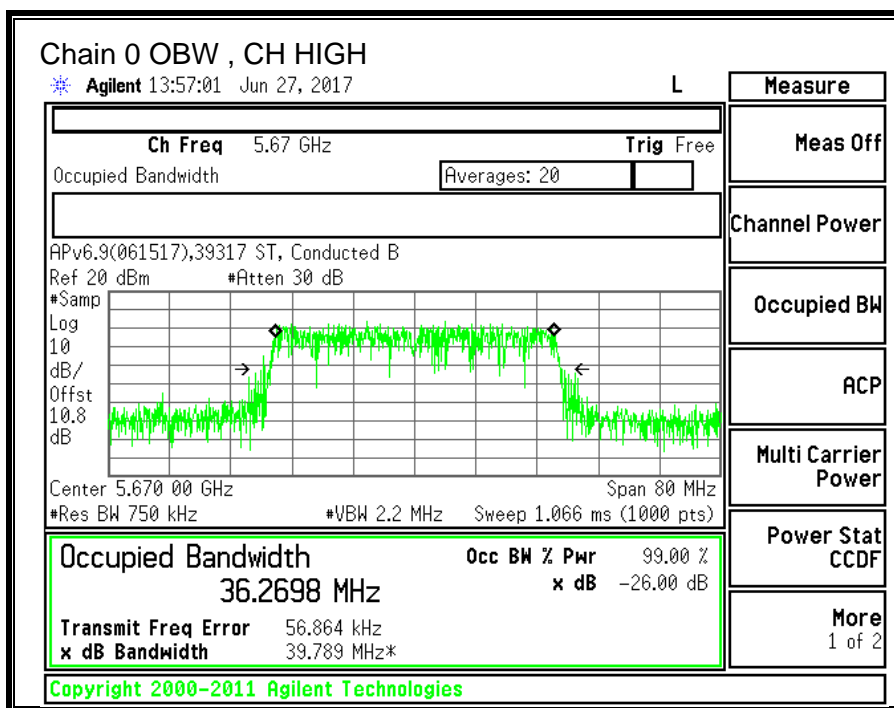 Chain 0 OBW , CH HIGH
Agilent 13:57:01 Jun 27, 2017 L
Measure
Ch Freq 5.67 GHz Trig Free
Occupied Bandwidth Averages: 20
APv6.9(061517),39317 ST, Conducted B
Ref 20 dBm #Atten 30 dB
#Samp
Log
10
dB/
Offst
10.8
dB
Center 5.670 00 GHz Span 80 MHz
#Res BW 750 kHz #VBW 2.2 MHz Sweep 1.066 ms (1000 pts)
Occupied Bandwidth
36.2698 MHz
Occ BW % Pwr 99.00 %
x dB -26.00 dB
Transmit Freq Error 56.864 kHz
x dB Bandwidth 39.789 MHz*
Meas Off
Channel Power
Occupied BW
ACP
Multi Carrier
Power
Power Stat
CCDF
More
1 of 2
Copyright 2000-2011 Agilent Technologies